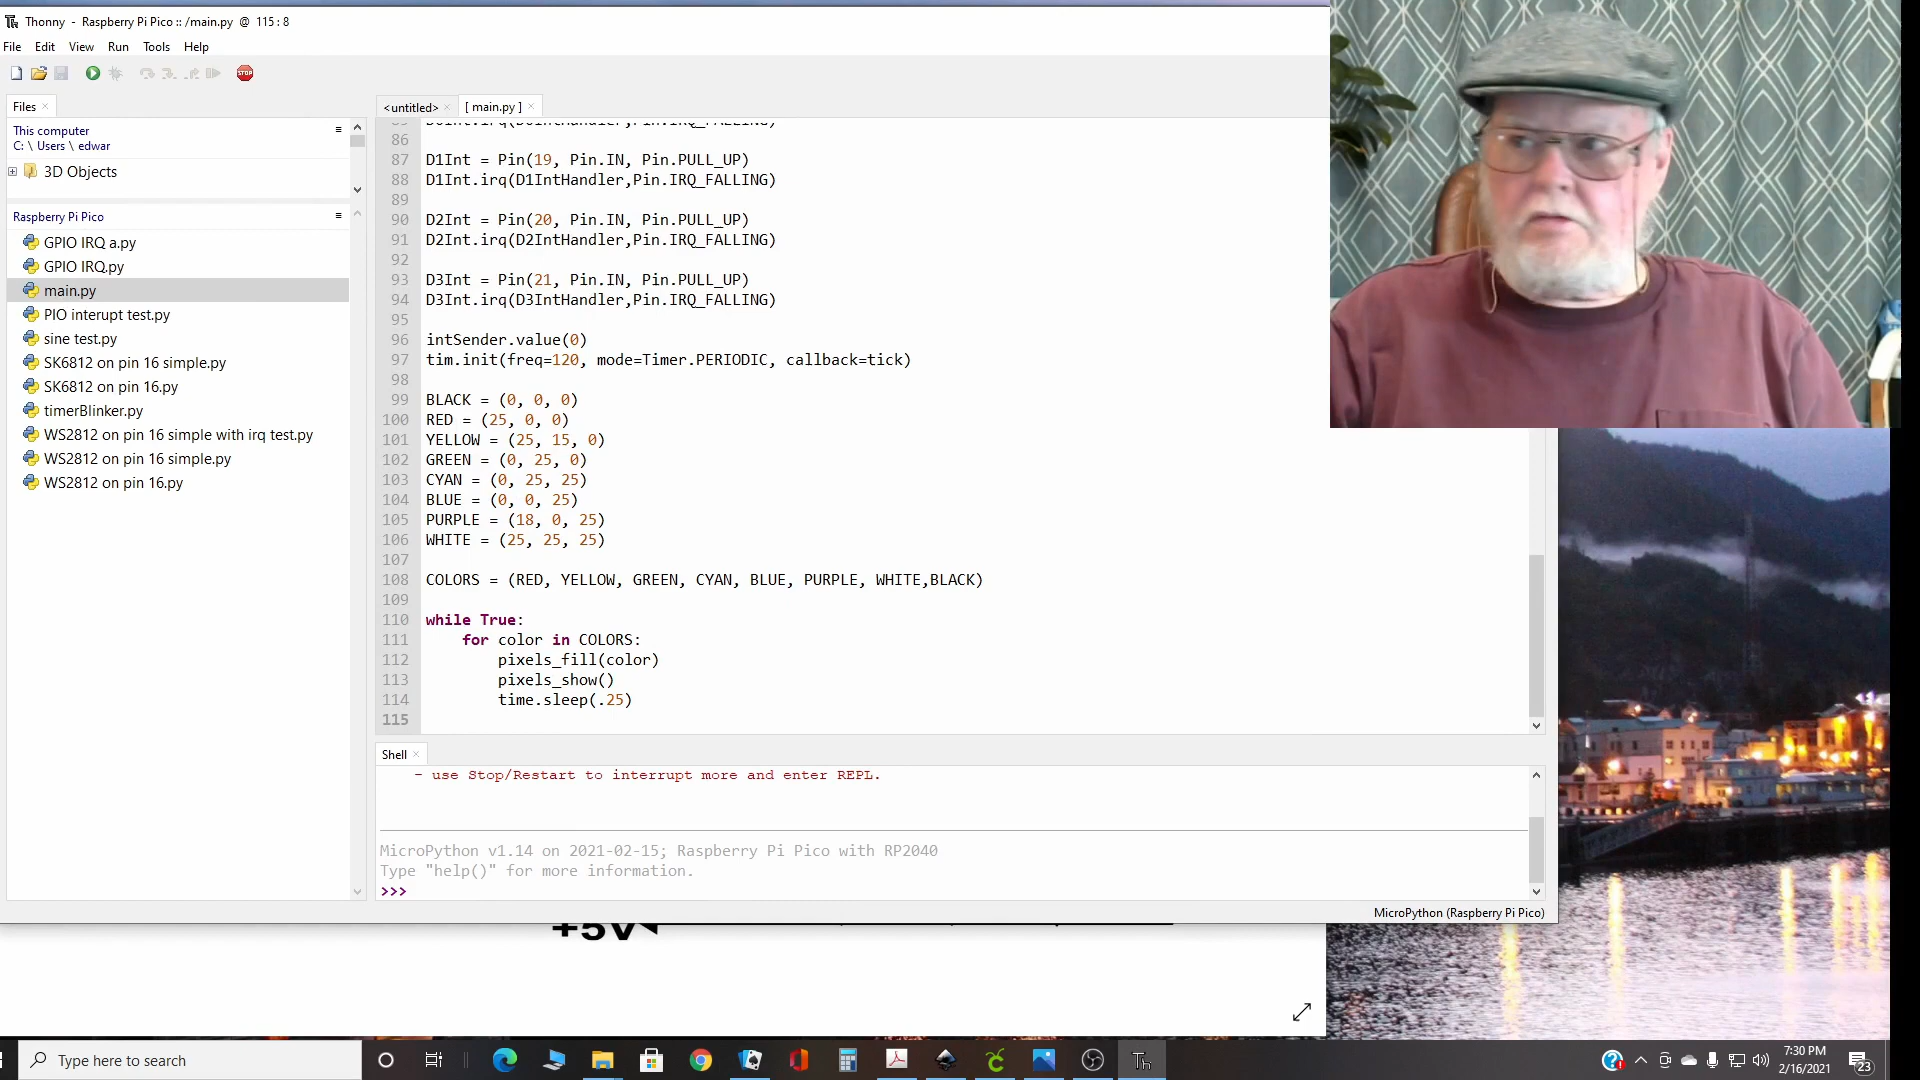 Thonny - Raspberry Pi Pico :: /main.py @ 115 : 8
File Edit View Run Tools Help
STOP
Files
<untitled>
[ main.py ]
This computer
C: \ Users \ edwar
3D Objects
Raspberry Pi Pico
GPIO IRQ a.py
GPIO IRQ.py
main.py
PIO interupt test.py
sine test.py
SK6812 on pin 16 simple.py
SK6812 on pin 16.py
timerBlinker.py
WS2812 on pin 16 simple with irq test.py
WS2812 on pin 16 simple.py
WS2812 on pin 16.py
86
87 D1Int = Pin(19, Pin.IN, Pin.PULL_UP)
88 D1Int.irq(D1IntHandler,Pin.IRQ_FALLING)
89
90 D2Int = Pin(20, Pin.IN, Pin.PULL_UP)
91 D2Int.irq(D2IntHandler,Pin.IRQ_FALLING)
92
93 D3Int = Pin(21, Pin.IN, Pin.PULL_UP)
94 D3Int.irq(D3IntHandler,Pin.IRQ_FALLING)
95
96 intSender.value(0)
97 tim.init(freq=120, mode=Timer.PERIODIC, callback=tick)
98
99 BLACK = (0, 0, 0)
100 RED = (25, 0, 0)
101 YELLOW = (25, 15, 0)
102 GREEN = (0, 25, 0)
103 CYAN = (0, 25, 25)
104 BLUE = (0, 0, 25)
105 PURPLE = (18, 0, 25)
106 WHITE = (25, 25, 25)
107
108 COLORS = (RED, YELLOW, GREEN, CYAN, BLUE, PURPLE, WHITE,BLACK)
109
110 while True:
111     for color in COLORS:
112         pixels_fill(color)
113         pixels_show()
114         time.sleep(.25)
115
Shell
- use Stop/Restart to interrupt more and enter REPL.
MicroPython v1.14 on 2021-02-15; Raspberry Pi Pico with RP2040
Type "help()" for more information.
>>>
MicroPython (Raspberry Pi Pico)
+5V
Type here to search
Th
7:30 PM
2/16/2021
23